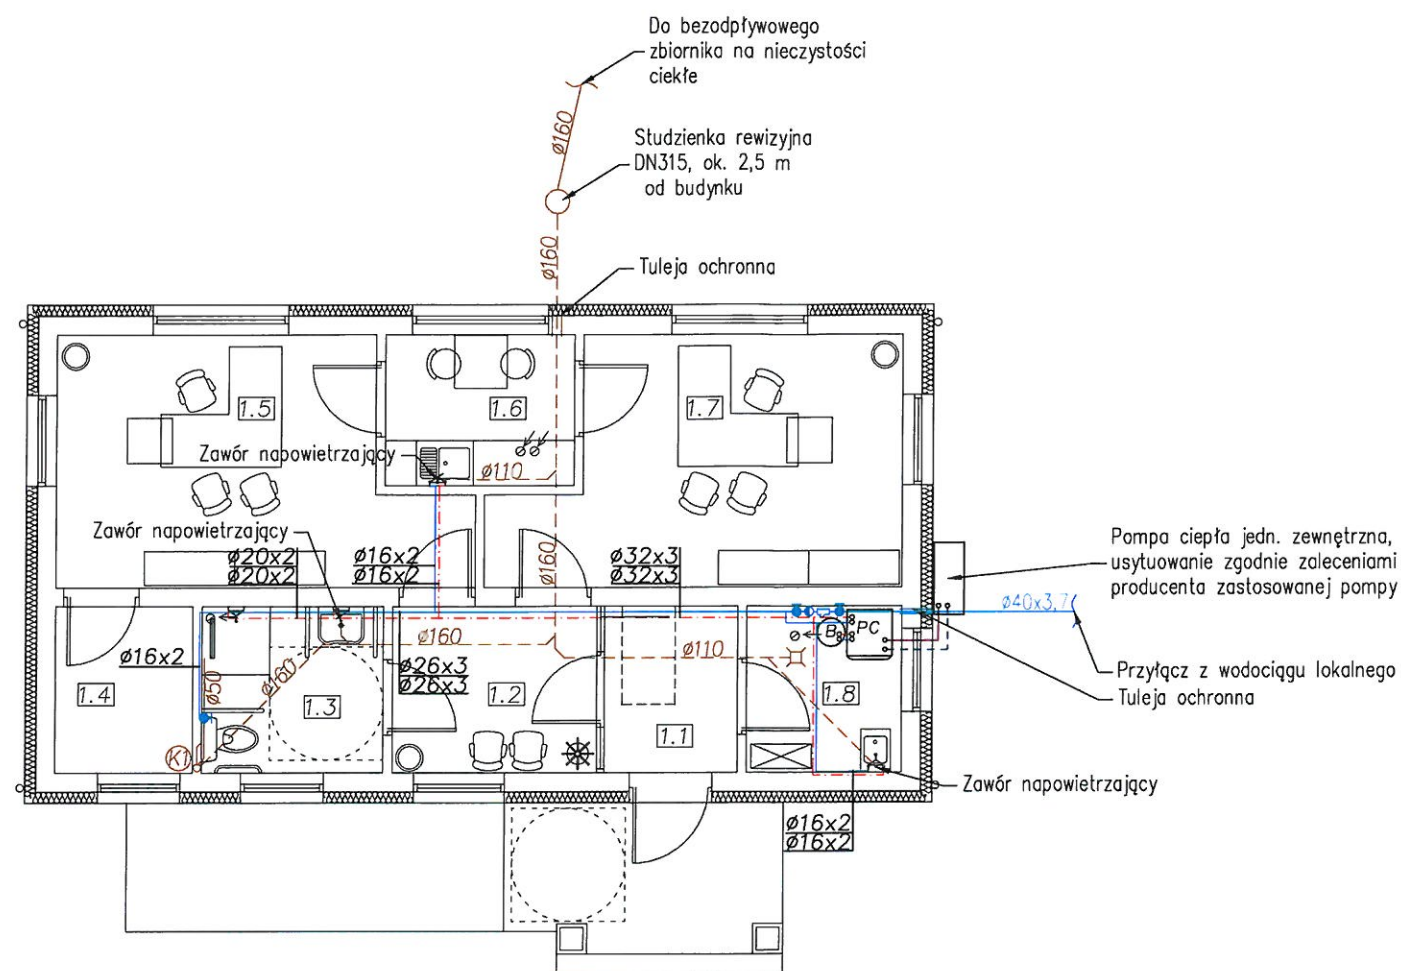 Do bezodpływowego
zbiornika na nieczystości
ciekłe
ø160
Studzienka rewizyjna
DN315, ok. 2,5 m
od budynku
ø160
Tuleja ochronna
1.5
1.6
1.7
Zawór napowietrzający
ø110
Zawór napowietrzający
ø20x2
ø20x2
ø16x2
ø16x2
ø160
ø32x3
ø32x3
Pompa ciepła jedn. zewnętrzna,
usytuowanie zgodnie zaleceniami
producenta zastosowanej pompy
ø40x3,7
B
PC
ø160
ø110
ø16x2
ø26x3
ø26x3
ø50
ø160
1.4
1.3
1.2
1.1
1.8
Przyłącz z wodociągu lokalnego
Tuleja ochronna
K1
Zawór napowietrzający
ø16x2
ø16x2